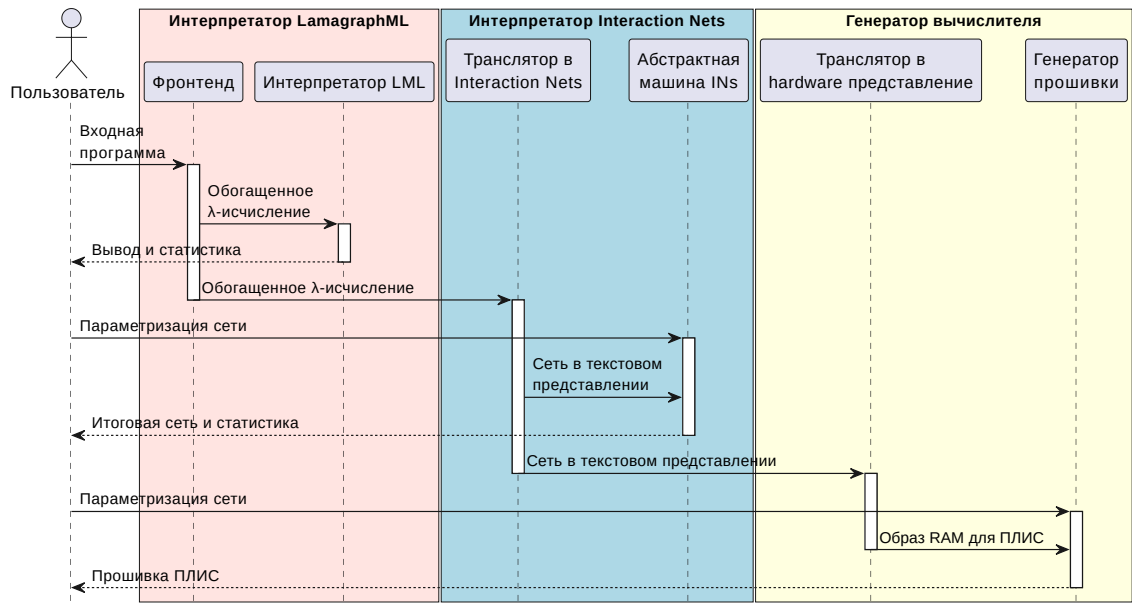 Интерпретатор LamagraphML
Интерпретатор Interaction Nets
Генератор вычислителя
Пользователь
Фронтенд
Интерпретатор LML
Транслятор в
Interaction Nets
Абстрактная
машина INs
Транслятор в
hardware представление
Генератор
прошивки
Входная
программа
Обогащенное
λ-исчисление
Вывод и статистика
Обогащенное λ-исчисление
Параметризация сети
Сеть в текстовом
представлении
Итоговая сеть и статистика
Сеть в текстовом представлении
Параметризация сети
Образ RAM для ПЛИС
Прошивка ПЛИС